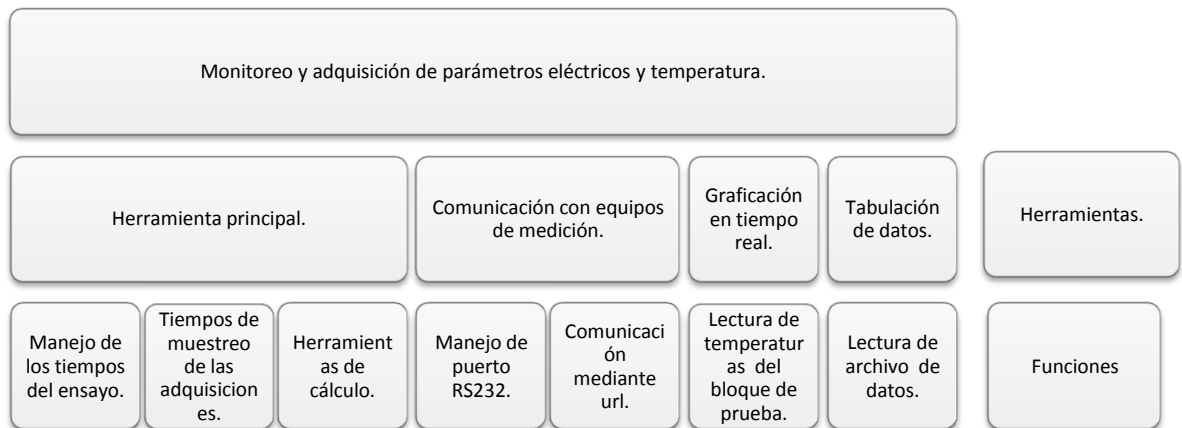 Monitoreo y adquisición de parámetros eléctricos y temperatura.
Herramienta principal.
Comunicación con equipos
de medición.
Graficación
en tiempo
real.
Tabulación
de datos.
Herramientas.
Manejo de
los tiempos
del ensayo.
Tiempos de
muestreo
de las
adquisicion
es.
Herramient
as de
cálculo.
Manejo de
puerto
RS232.
Comunicaci
ón
mediante
url.
Lectura de
temperatur
as del
bloque de
prueba.
Lectura de
archivo de
datos.
Funciones